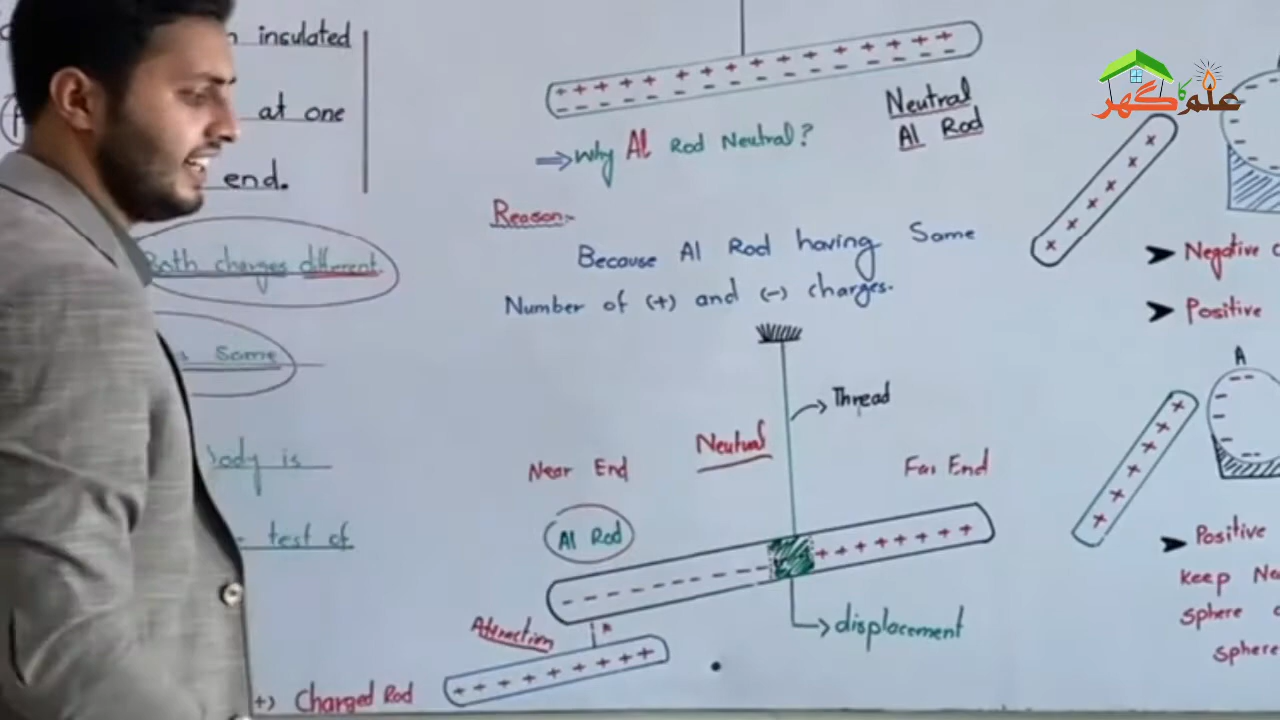 insulated
at one
end.
Both charges different
Some
body is
test of
+) Charged Rod
Neutral
Al Rod
⇒ Why Al Rod Neutral?
Reason:-
Because Al Rod having Same
Number of (+) and (-) charges.
Thread
Neutral
Near End
Far End
Al Rod
Attraction
displacement
علم کا گھر
➤ Negative
➤ Positive
A
➤ Positive
keep
sphere
sphere